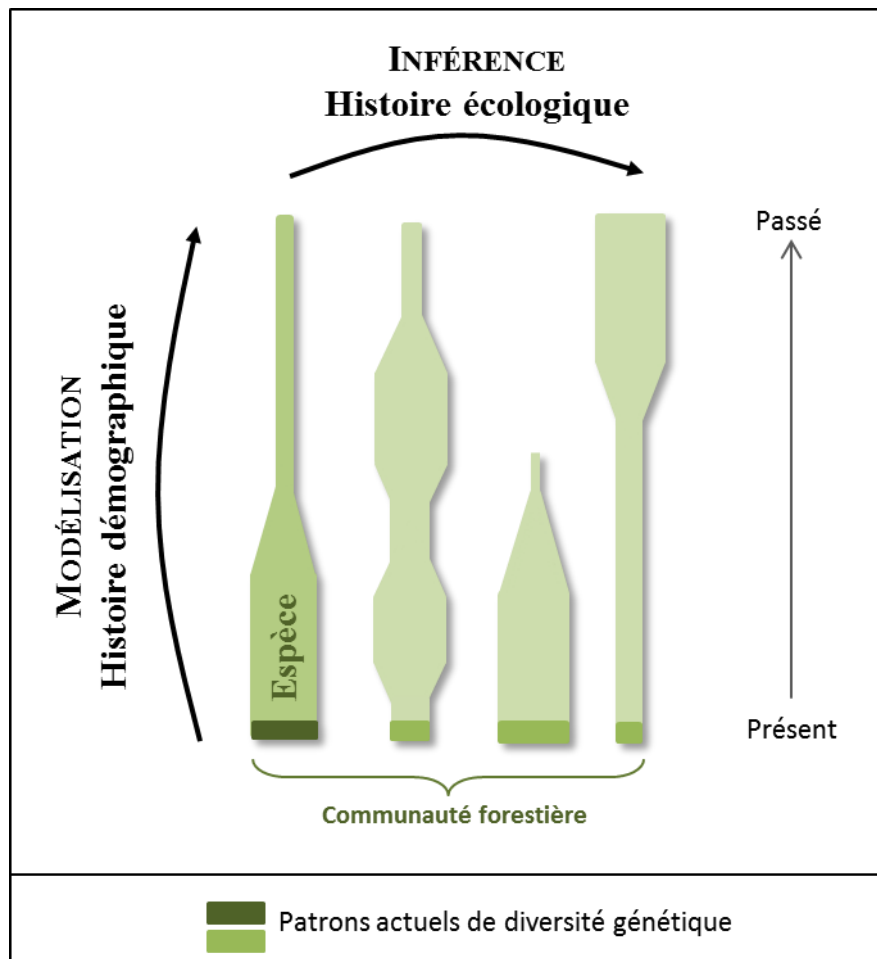 INFÉRENCE
Histoire écologique
MODÉLISATION
Histoire démographique
Espèce
Passé
Présent
Communauté forestière
Patrons actuels de diversité génétique